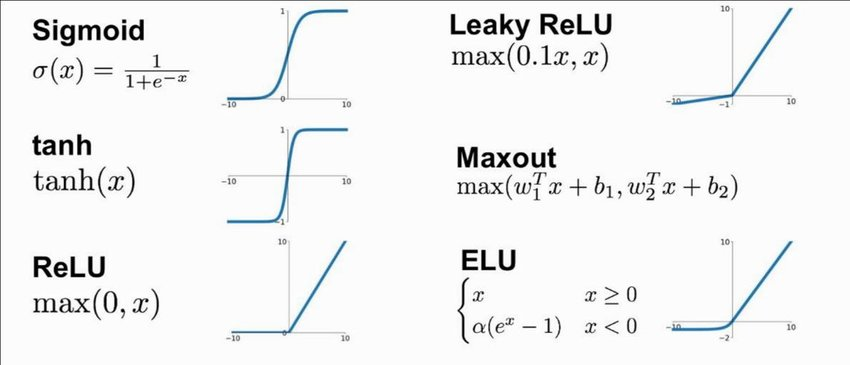 Sigmoid
σ(x) = 1/(1+e^{-x})
1
0
-10
10
tanh
tanh(x)
1
-10
10
-1
ReLU
max(0, x)
10
0
-10
10
Leaky ReLU
max(0.1x, x)
10
-10
-1
10
Maxout
max(w_1^T x + b_1, w_2^T x + b_2)
ELU
{ x x ≥ 0
α(e^x − 1) x < 0
10
-10
-2
10